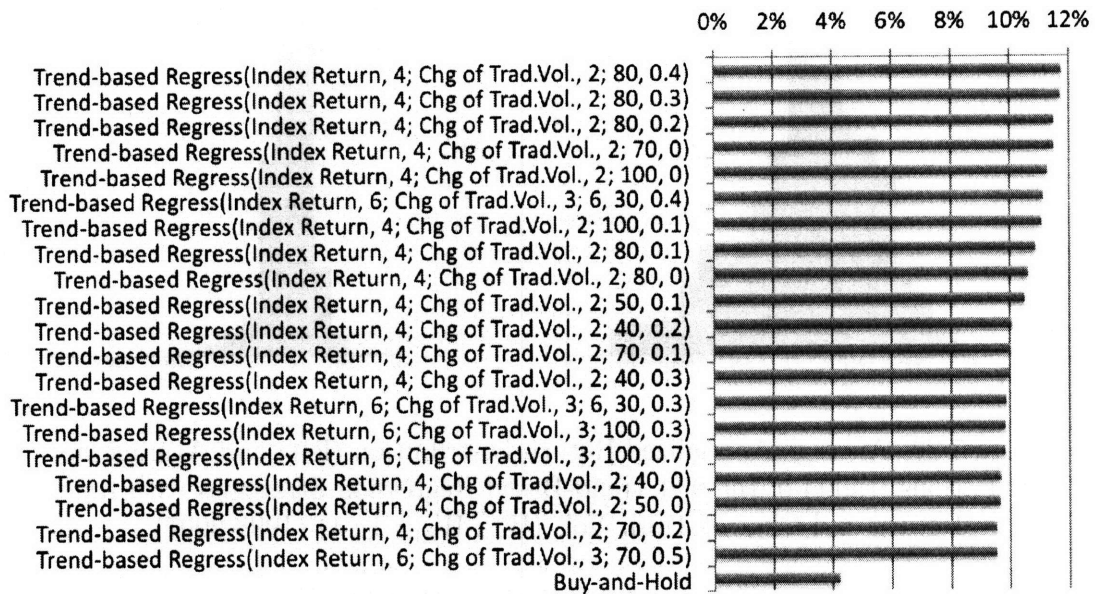 0% 2% 4% 6% 8% 10% 12%
Trend-based Regress(Index Return, 4; Chg of Trad.Vol., 2; 80, 0.4)
Trend-based Regress(Index Return, 4; Chg of Trad.Vol., 2; 80, 0.3)
Trend-based Regress(Index Return, 4; Chg of Trad.Vol., 2; 80, 0.2)
Trend-based Regress(Index Return, 4; Chg of Trad.Vol., 2; 70, 0)
Trend-based Regress(Index Return, 4; Chg of Trad.Vol., 2; 100, 0)
Trend-based Regress(Index Return, 6; Chg of Trad.Vol., 3; 6, 30, 0.4)
Trend-based Regress(Index Return, 4; Chg of Trad.Vol., 2; 100, 0.1)
Trend-based Regress(Index Return, 4; Chg of Trad.Vol., 2; 80, 0.1)
Trend-based Regress(Index Return, 4; Chg of Trad.Vol., 2; 80, 0)
Trend-based Regress(Index Return, 4; Chg of Trad.Vol., 2; 50, 0.1)
Trend-based Regress(Index Return, 4; Chg of Trad.Vol., 2; 40, 0.2)
Trend-based Regress(Index Return, 4; Chg of Trad.Vol., 2; 70, 0.1)
Trend-based Regress(Index Return, 4; Chg of Trad.Vol., 2; 40, 0.3)
Trend-based Regress(Index Return, 6; Chg of Trad.Vol., 3; 6, 30, 0.3)
Trend-based Regress(Index Return, 6; Chg of Trad.Vol., 3; 100, 0.3)
Trend-based Regress(Index Return, 6; Chg of Trad.Vol., 3; 100, 0.7)
Trend-based Regress(Index Return, 4; Chg of Trad.Vol., 2; 40, 0)
Trend-based Regress(Index Return, 4; Chg of Trad.Vol., 2; 50, 0)
Trend-based Regress(Index Return, 4; Chg of Trad.Vol., 2; 70, 0.2)
Trend-based Regress(Index Return, 6; Chg of Trad.Vol., 3; 70, 0.5)
Buy-and-Hold